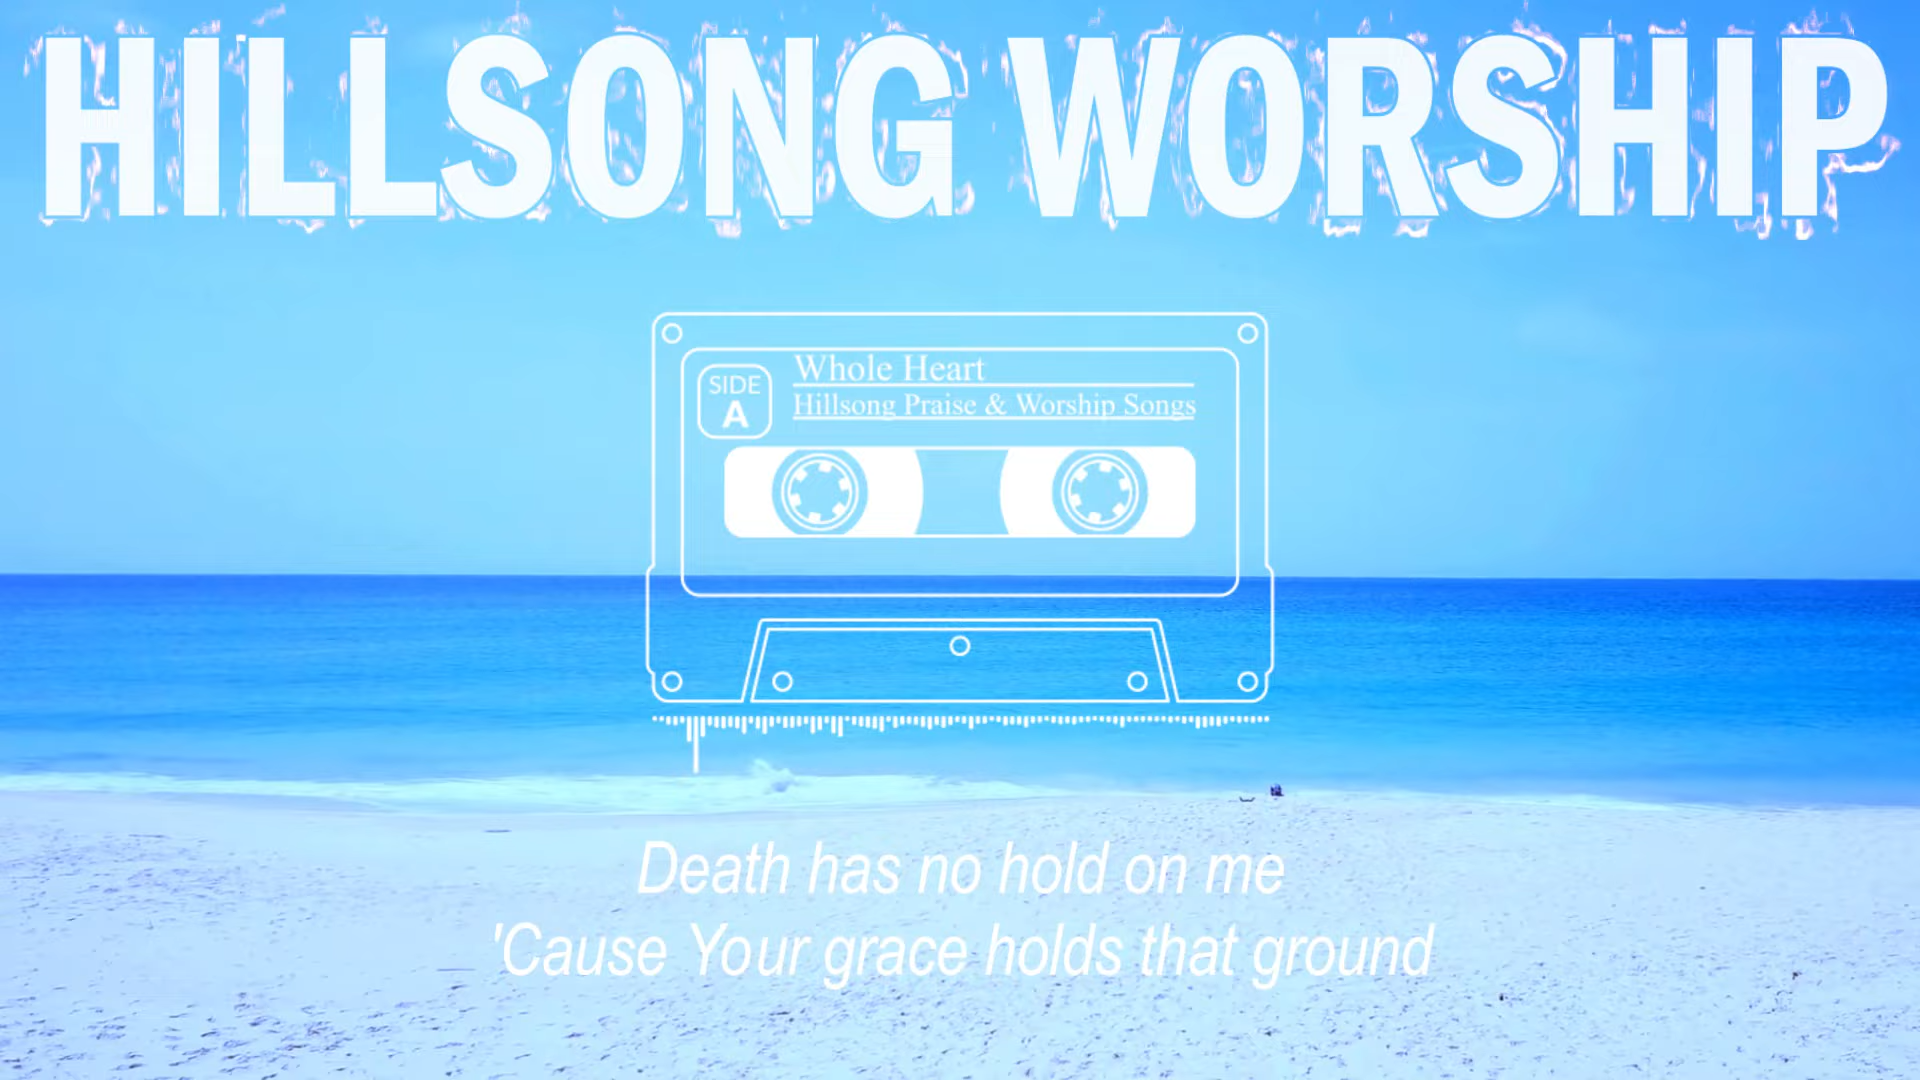 HILLSONG WORSHIP
SIDE
A
Whole Heart
Hillsong Praise & Worship Songs
Death has no hold on me
'Cause Your grace holds that ground